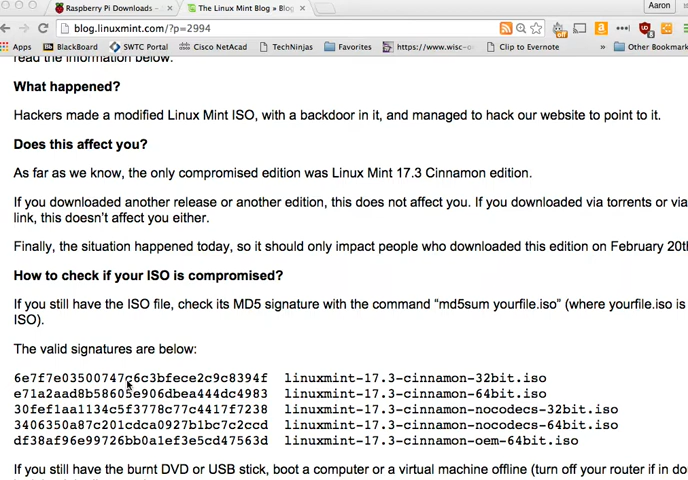 Aaron
Raspberry Pi Downloads -
The Linux Mint Blog » Blog
blog.linuxmint.com/?p=2994
Apps BlackBoard SWTC Portal Cisco NetAcad TechNinjas Favorites https://www.wisc-o Clip to Evernote » Other Bookmark
read the information below.
What happened?
Hackers made a modified Linux Mint ISO, with a backdoor in it, and managed to hack our website to point to it.
Does this affect you?
As far as we know, the only compromised edition was Linux Mint 17.3 Cinnamon edition.
If you downloaded another release or another edition, this does not affect you. If you downloaded via torrents or via
link, this doesn't affect you either.
Finally, the situation happened today, so it should only impact people who downloaded this edition on February 20th
How to check if your ISO is compromised?
If you still have the ISO file, check its MD5 signature with the command “md5sum yourfile.iso” (where yourfile.iso is
ISO).
The valid signatures are below:
6e7f7e03500747c6c3bfece2c9c8394f linuxmint-17.3-cinnamon-32bit.iso
e71a2aad8b58605e906dbea444dc4983 linuxmint-17.3-cinnamon-64bit.iso
30fef1aa1134c5f3778c77c4417f7238 linuxmint-17.3-cinnamon-nocodecs-32bit.iso
3406350a87c201cdca0927b1bc7c2ccd linuxmint-17.3-cinnamon-nocodecs-64bit.iso
df38af96e99726bb0a1ef3e5cd47563d linuxmint-17.3-cinnamon-oem-64bit.iso
If you still have the burnt DVD or USB stick, boot a computer or a virtual machine offline (turn off your router if in do